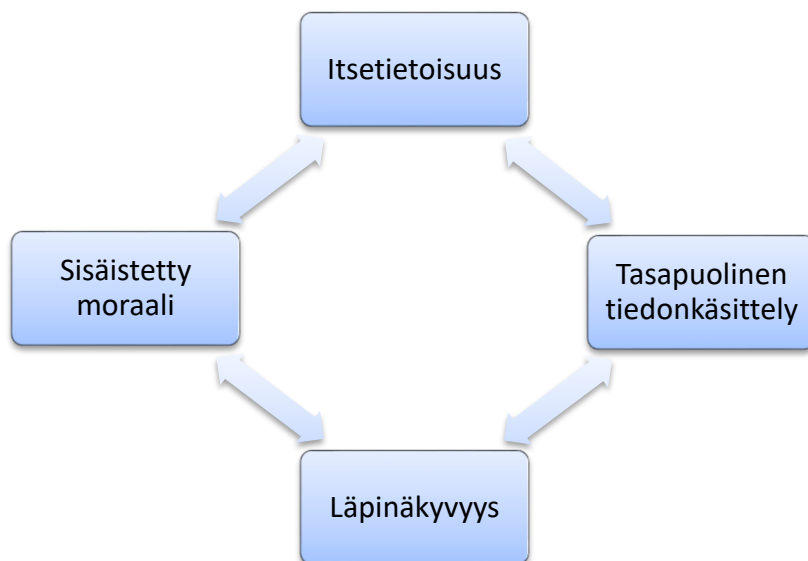 Itsetietoisuus
Sisäistetty
moraali
Tasapuolinen
tiedonkäsittely
Läpinäkyvyys